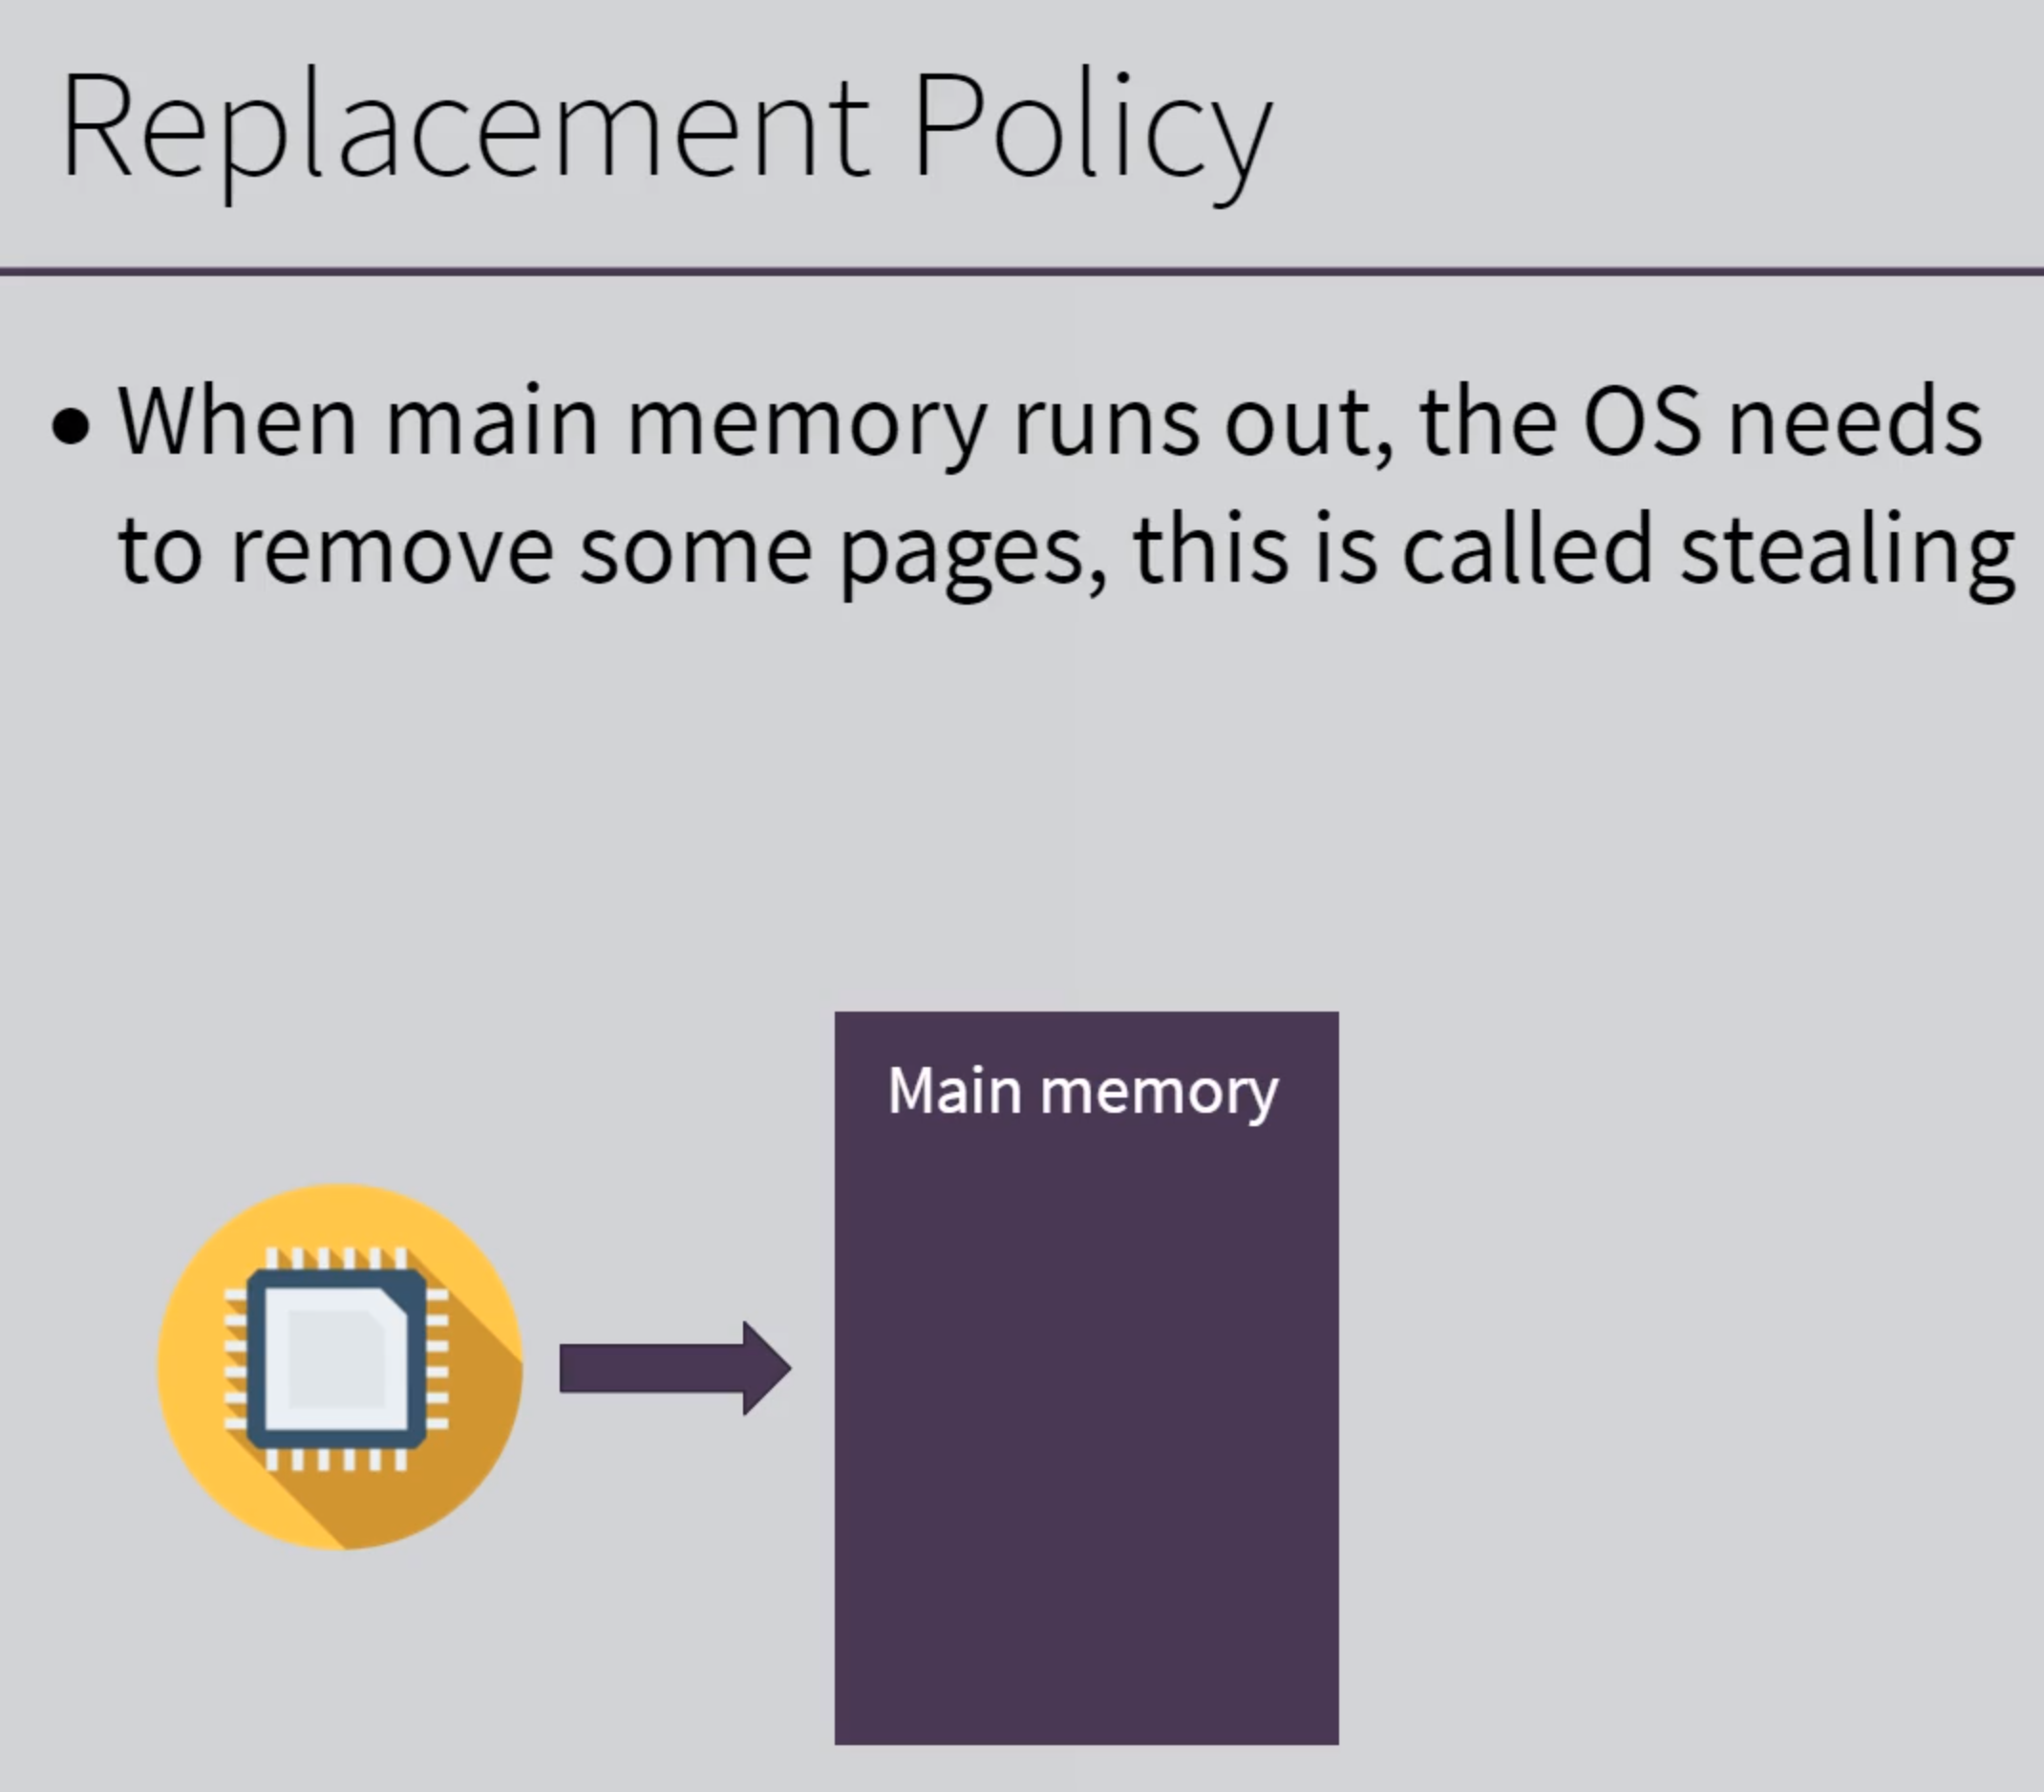 Replacement Policy
• When main memory runs out, the OS needs
to remove some pages, this is called stealing
Main memory